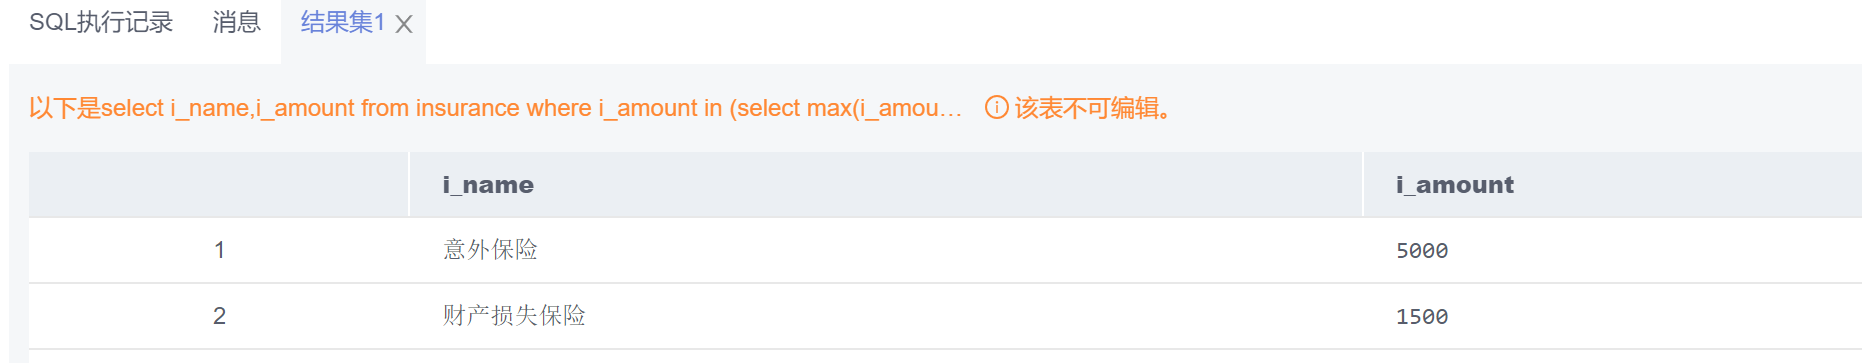 SQL执行记录 消息 结果集1 X
以下是select i_name,i_amount from insurance where i_amount in (select max(i_amou… 该表不可编辑。
i_name i_amount
1 意外保险 5000
2 财产损失保险 1500